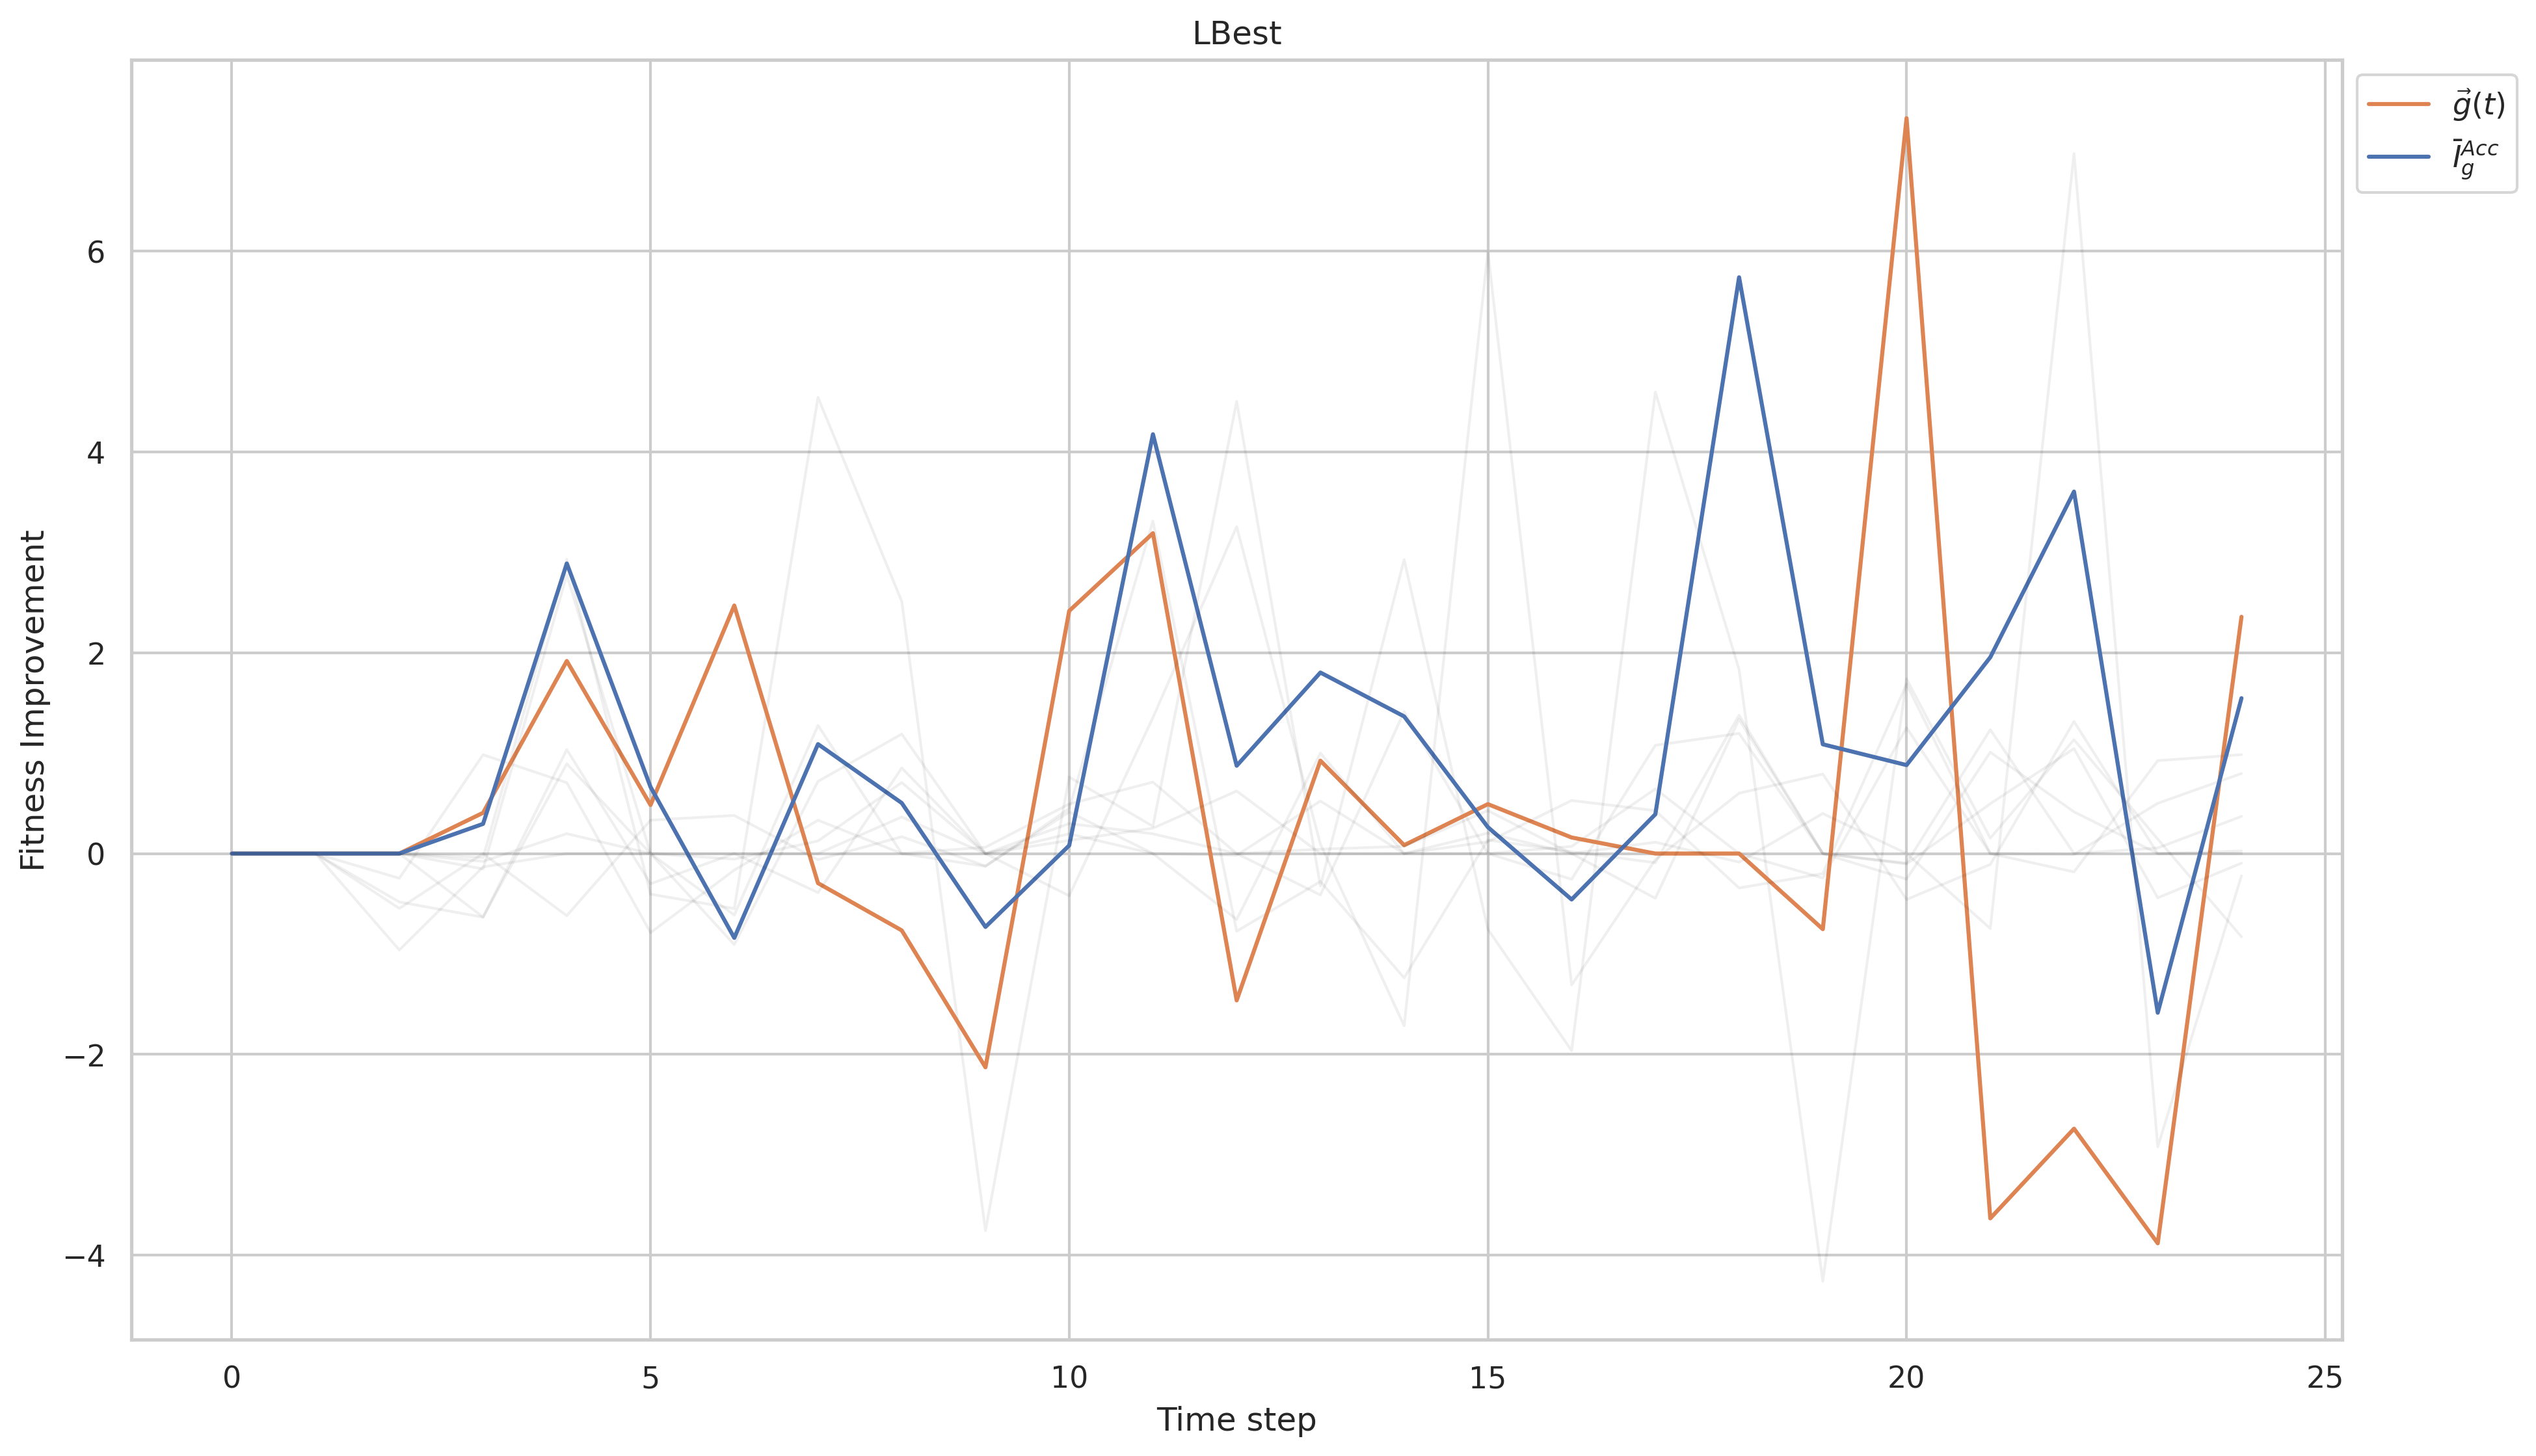 LBest
g⃗(t)
Ī_g^Acc
Fitness Improvement
6
4
2
0
−2
−4
0 5 10 15 20 25
Time step